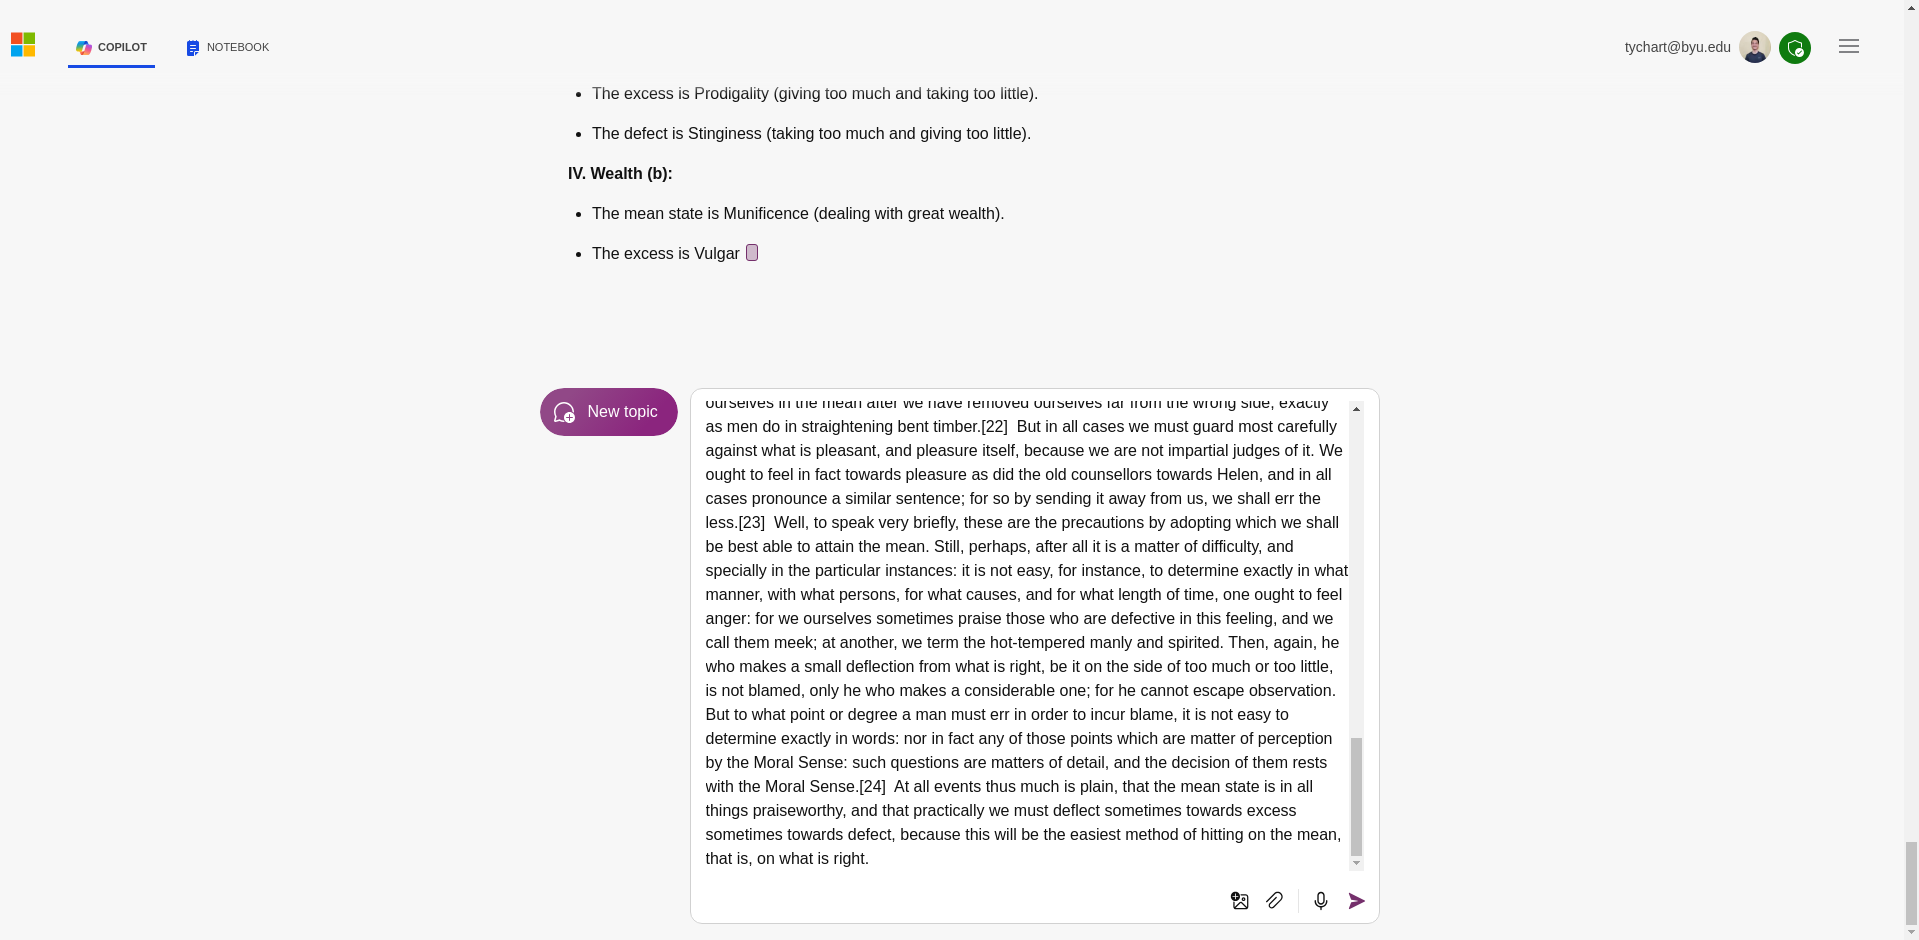 COPILOT
NOTEBOOK
tychart@byu.edu
The excess is Prodigality (giving too much and taking too little).
The defect is Stinginess (taking too much and giving too little).
IV. Wealth (b):
The mean state is Munificence (dealing with great wealth).
The excess is Vulgar
New topic
ourselves in the mean after we have removed ourselves far from the wrong side, exactly
as men do in straightening bent timber.[22]  But in all cases we must guard most carefully
against what is pleasant, and pleasure itself, because we are not impartial judges of it. We
ought to feel in fact towards pleasure as did the old counsellors towards Helen, and in all
cases pronounce a similar sentence; for so by sending it away from us, we shall err the
less.[23]  Well, to speak very briefly, these are the precautions by adopting which we shall
be best able to attain the mean. Still, perhaps, after all it is a matter of difficulty, and
specially in the particular instances: it is not easy, for instance, to determine exactly in what
manner, with what persons, for what causes, and for what length of time, one ought to feel
anger: for we ourselves sometimes praise those who are defective in this feeling, and we
call them meek; at another, we term the hot-tempered manly and spirited. Then, again, he
who makes a small deflection from what is right, be it on the side of too much or too little,
is not blamed, only he who makes a considerable one; for he cannot escape observation.
But to what point or degree a man must err in order to incur blame, it is not easy to
determine exactly in words: nor in fact any of those points which are matter of perception
by the Moral Sense: such questions are matters of detail, and the decision of them rests
with the Moral Sense.[24]  At all events thus much is plain, that the mean state is in all
things praiseworthy, and that practically we must deflect sometimes towards excess
sometimes towards defect, because this will be the easiest method of hitting on the mean,
that is, on what is right.